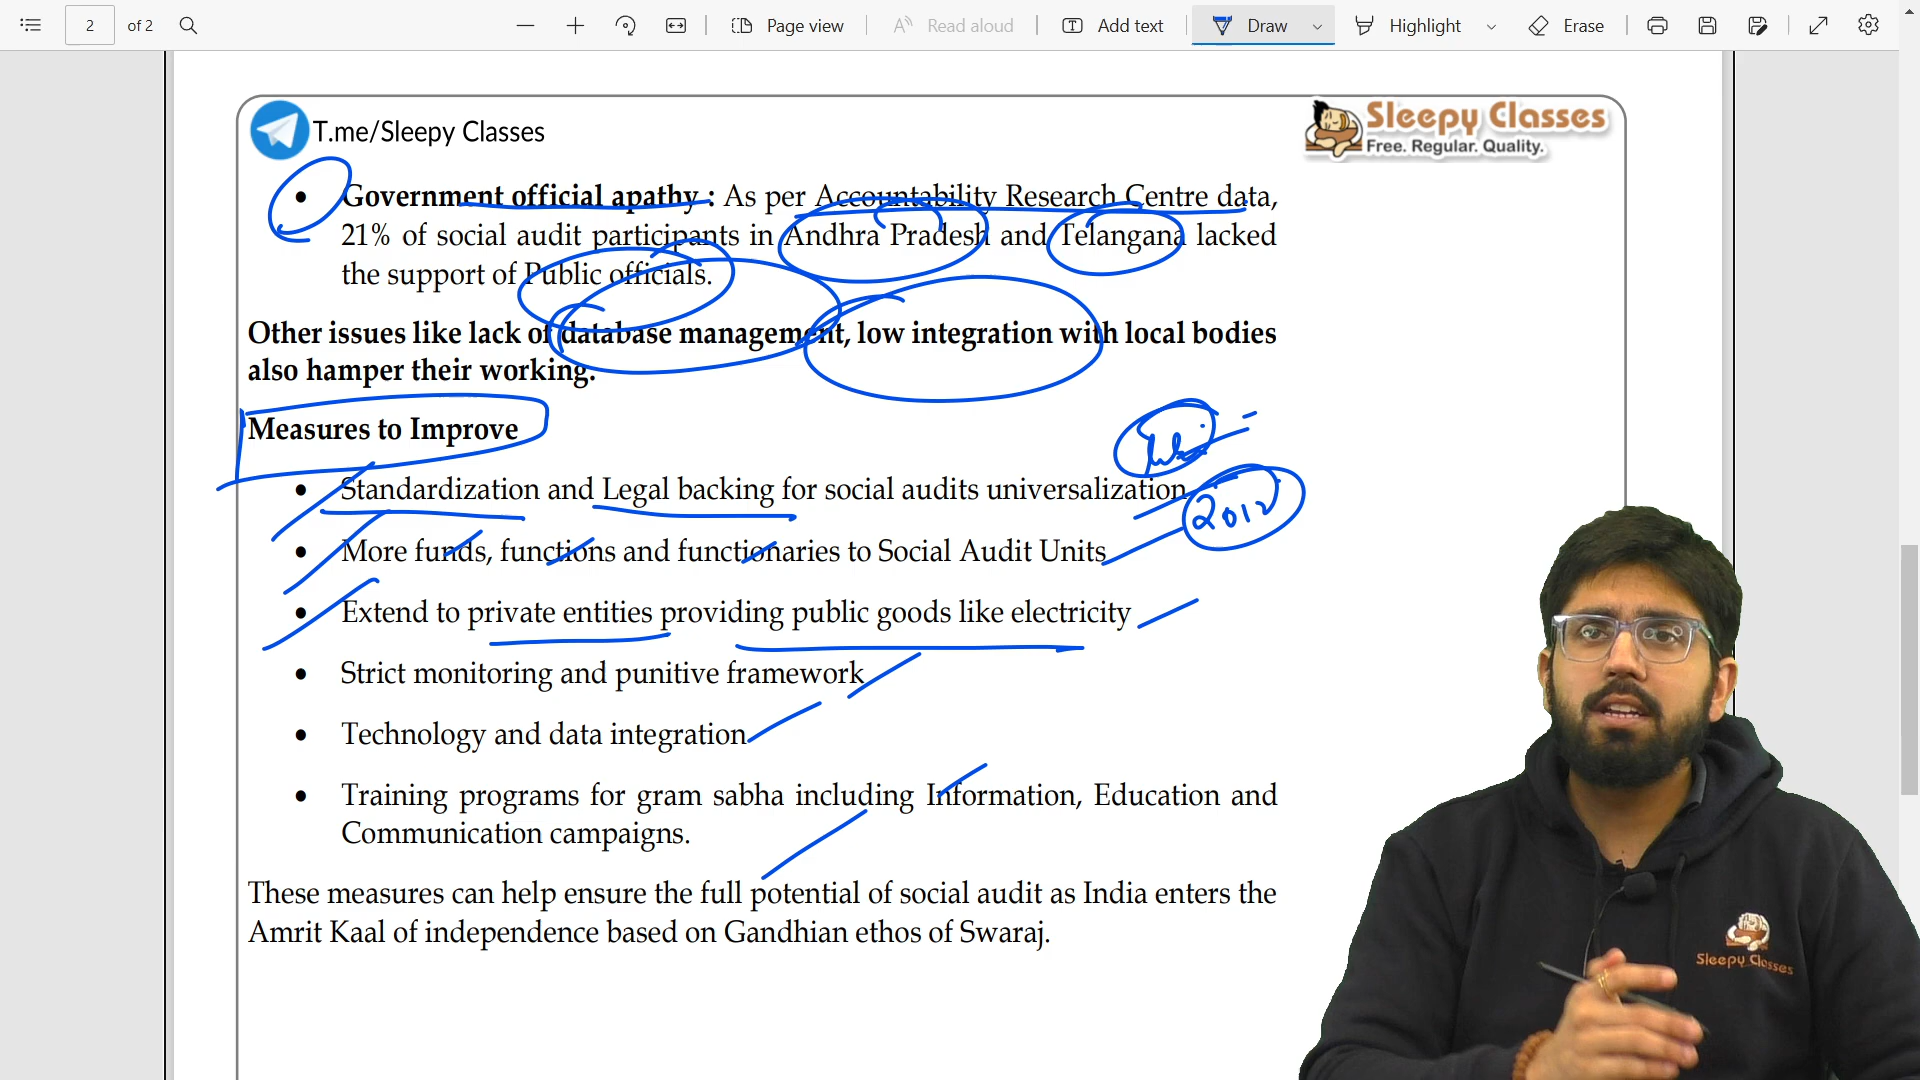 2
of 2
Page view
Read aloud
Add text
Draw
Highlight
Erase
T.me/Sleepy Classes
Sleepy Classes
Free. Regular. Quality.
• Government official apathy : As per Accountability Research Centre data,
21% of social audit participants in Andhra Pradesh and Telangana lacked
the support of Public officials.
Other issues like lack of database management, low integration with local bodies
also hamper their working.
Measures to Improve
• Standardization and Legal backing for social audits universalization
2012
• More funds, functions and functionaries to Social Audit Units
• Extend to private entities providing public goods like electricity
• Strict monitoring and punitive framework
• Technology and data integration
• Training programs for gram sabha including Information, Education and
Communication campaigns.
These measures can help ensure the full potential of social audit as India enters the
Amrit Kaal of independence based on Gandhian ethos of Swaraj.
Sleepy Classes